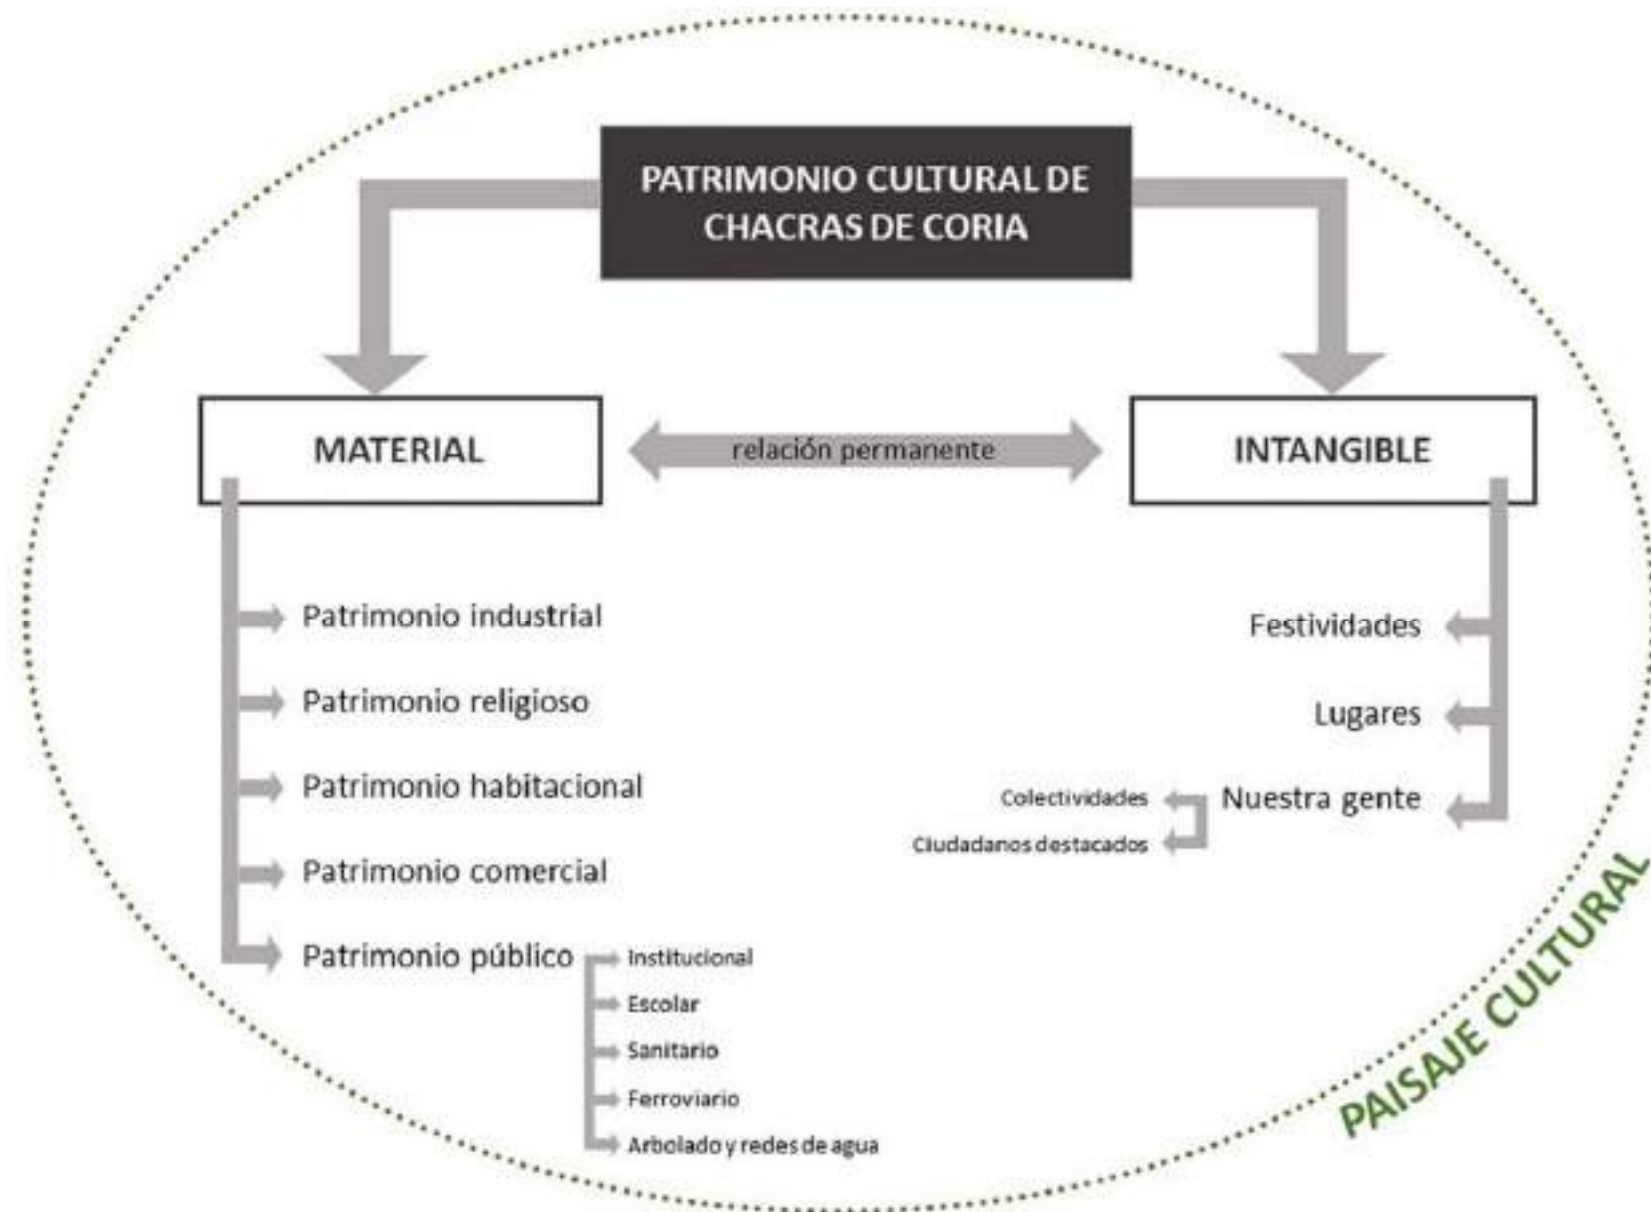 PATRIMONIO CULTURAL DE
CHACRAS DE CORIA
MATERIAL
relación permanente
INTANGIBLE
Patrimonio industrial
Patrimonio religioso
Patrimonio habitacional
Patrimonio comercial
Patrimonio público
Institucional
Escolar
Sanitario
Ferroviario
Arbolado y redes de agua
Festividades
Lugares
Nuestra gente
Colectividades
Ciudadanos destacados
PAISAJE CULTURAL